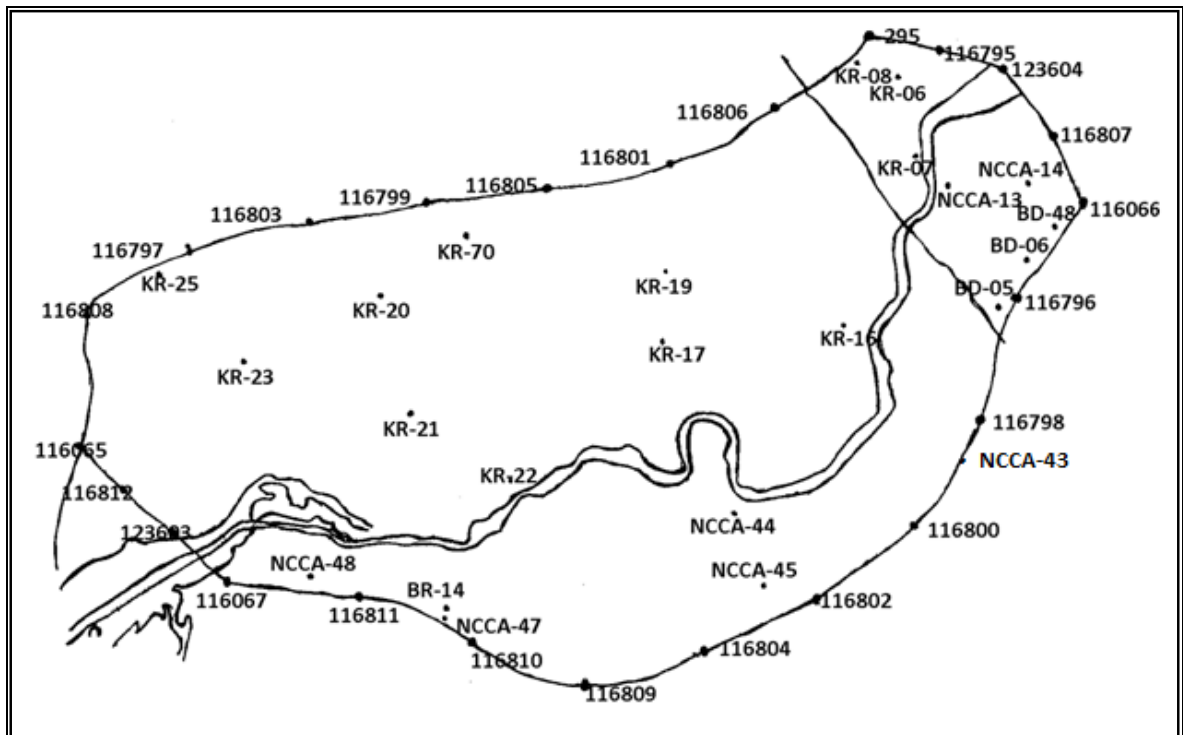 295
116795
123604
KR-08
KR-06
116806
116807
116801
KR-07
NCCA-14
116805
116799
NCCA-13
116803
BD-48
116066
116797
KR-70
BD-06
KR-25
KR-19
BD-05
116808
KR-20
116796
KR-16
KR-17
KR-23
116798
KR-21
116065
NCCA-43
KR-22
116812
NCCA-44
116800
123603
NCCA-48
NCCA-45
BR-14
116067
116811
116802
NCCA-47
116804
116810
116809